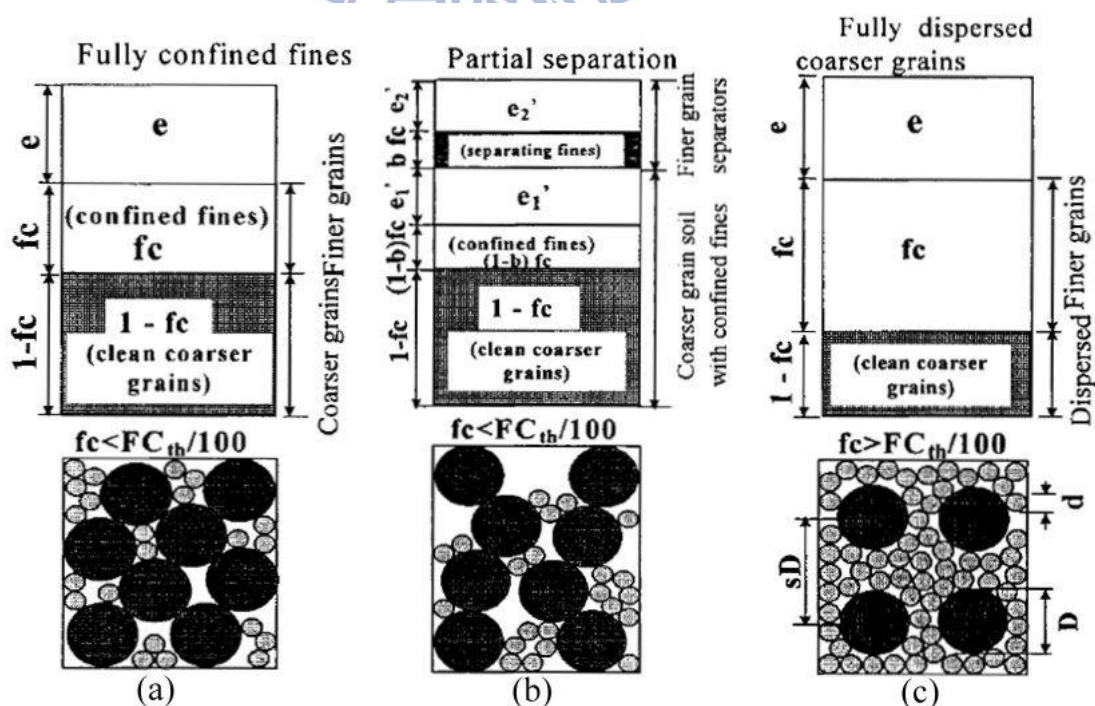 Fully confined fines
e
e
fc
(confined fines)
fc
1-fc
1 - fc
(clean coarser
grains)
Coarser grains
Finer grains
fc<FC_th/100
(a)
Partial separation
e₂'
e₂'
b fc
(separating fines)
e₁'
e₁'
(1-b)fc
(confined fines)
(1-b) fc
1-fc
1 - fc
(clean coarser
grains)
Finer grain
separators
Coarser grain soil
with confined fines
fc<FC_th/100
(b)
Fully dispersed
coarser grains
e
e
fc
fc
1 - fc
(clean coarser
grains)
Dispersed
Finer grains
fc>FC_th/100
sD
d
D
(c)